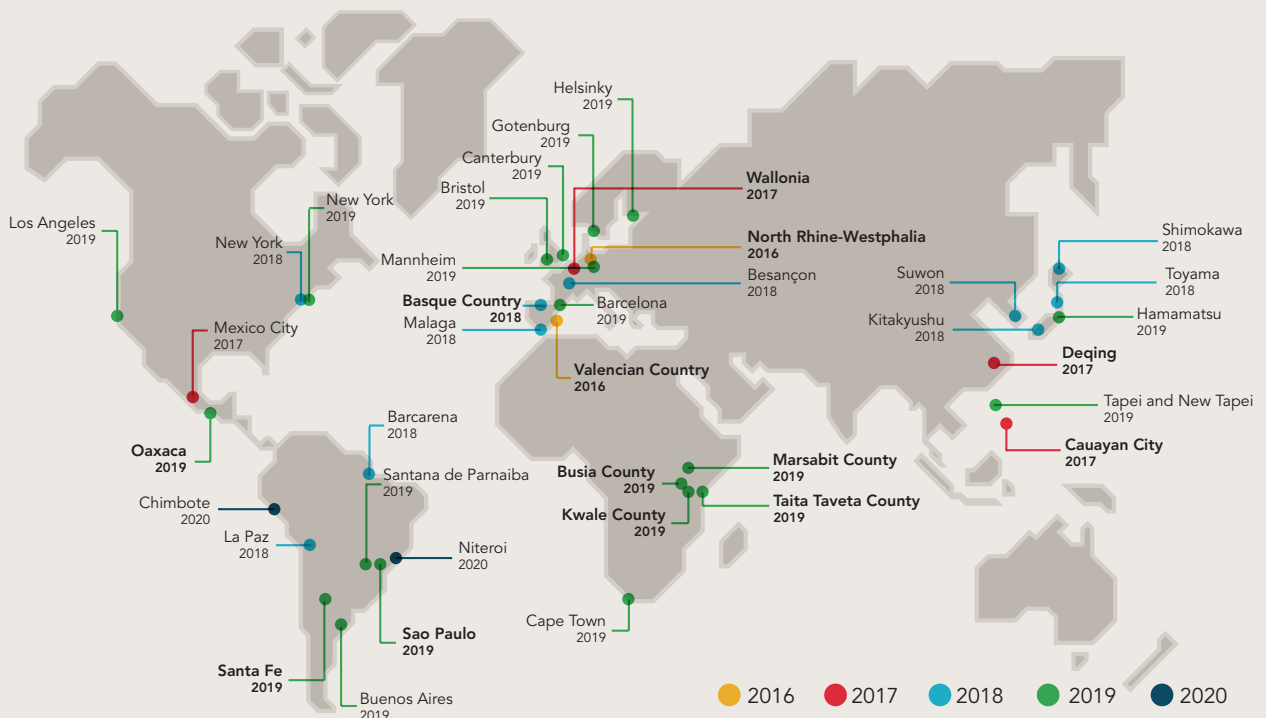 Helsinky
2019
Gotenburg
2019
Canterbury
2019
Bristol
2019
Wallonia
2017
New York
2019
Los Angeles
2019
New York
2018
North Rhine-Westphalia
2016
Mannheim
2019
Besançon
2018
Shimokawa
2018
Suwon
2018
Toyama
2018
Basque Country
2018
Barcelona
2019
Malaga
2018
Kitakyushu
2018
Hamamatsu
2019
Mexico City
2017
Valencian Country
2016
Deqing
2017
Tapei and New Tapei
2019
Barcarena
2018
Cauayan City
2017
Oaxaca
2019
Santana de Parnaiba
2019
Busia County
2019
Marsabit County
2019
Chimbote
2020
Taita Taveta County
2019
Kwale County
2019
La Paz
2018
Niteroi
2020
Cape Town
2019
Sao Paulo
2019
Santa Fe
2019
Buenos Aires
2019
2016
2017
2018
2019
2020